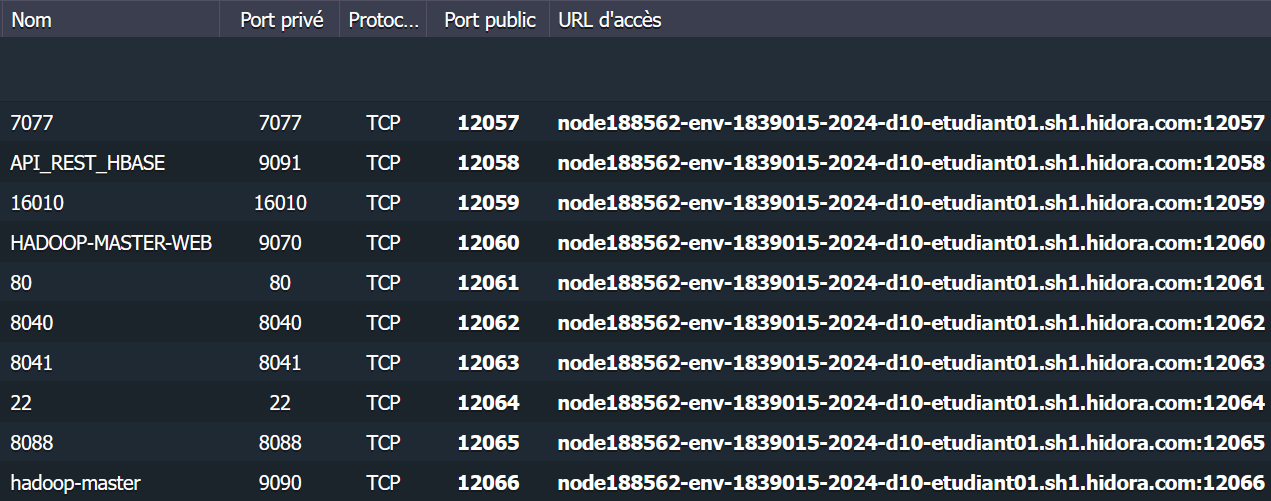 Nom Port privé Protoc... Port public URL d'accès
7077 7077 TCP 12057 node188562-env-1839015-2024-d10-etudiant01.sh1.hidora.com:12057
API_REST_HBASE 9091 TCP 12058 node188562-env-1839015-2024-d10-etudiant01.sh1.hidora.com:12058
16010 16010 TCP 12059 node188562-env-1839015-2024-d10-etudiant01.sh1.hidora.com:12059
HADOOP-MASTER-WEB 9070 TCP 12060 node188562-env-1839015-2024-d10-etudiant01.sh1.hidora.com:12060
80 80 TCP 12061 node188562-env-1839015-2024-d10-etudiant01.sh1.hidora.com:12061
8040 8040 TCP 12062 node188562-env-1839015-2024-d10-etudiant01.sh1.hidora.com:12062
8041 8041 TCP 12063 node188562-env-1839015-2024-d10-etudiant01.sh1.hidora.com:12063
22 22 TCP 12064 node188562-env-1839015-2024-d10-etudiant01.sh1.hidora.com:12064
8088 8088 TCP 12065 node188562-env-1839015-2024-d10-etudiant01.sh1.hidora.com:12065
hadoop-master 9090 TCP 12066 node188562-env-1839015-2024-d10-etudiant01.sh1.hidora.com:12066